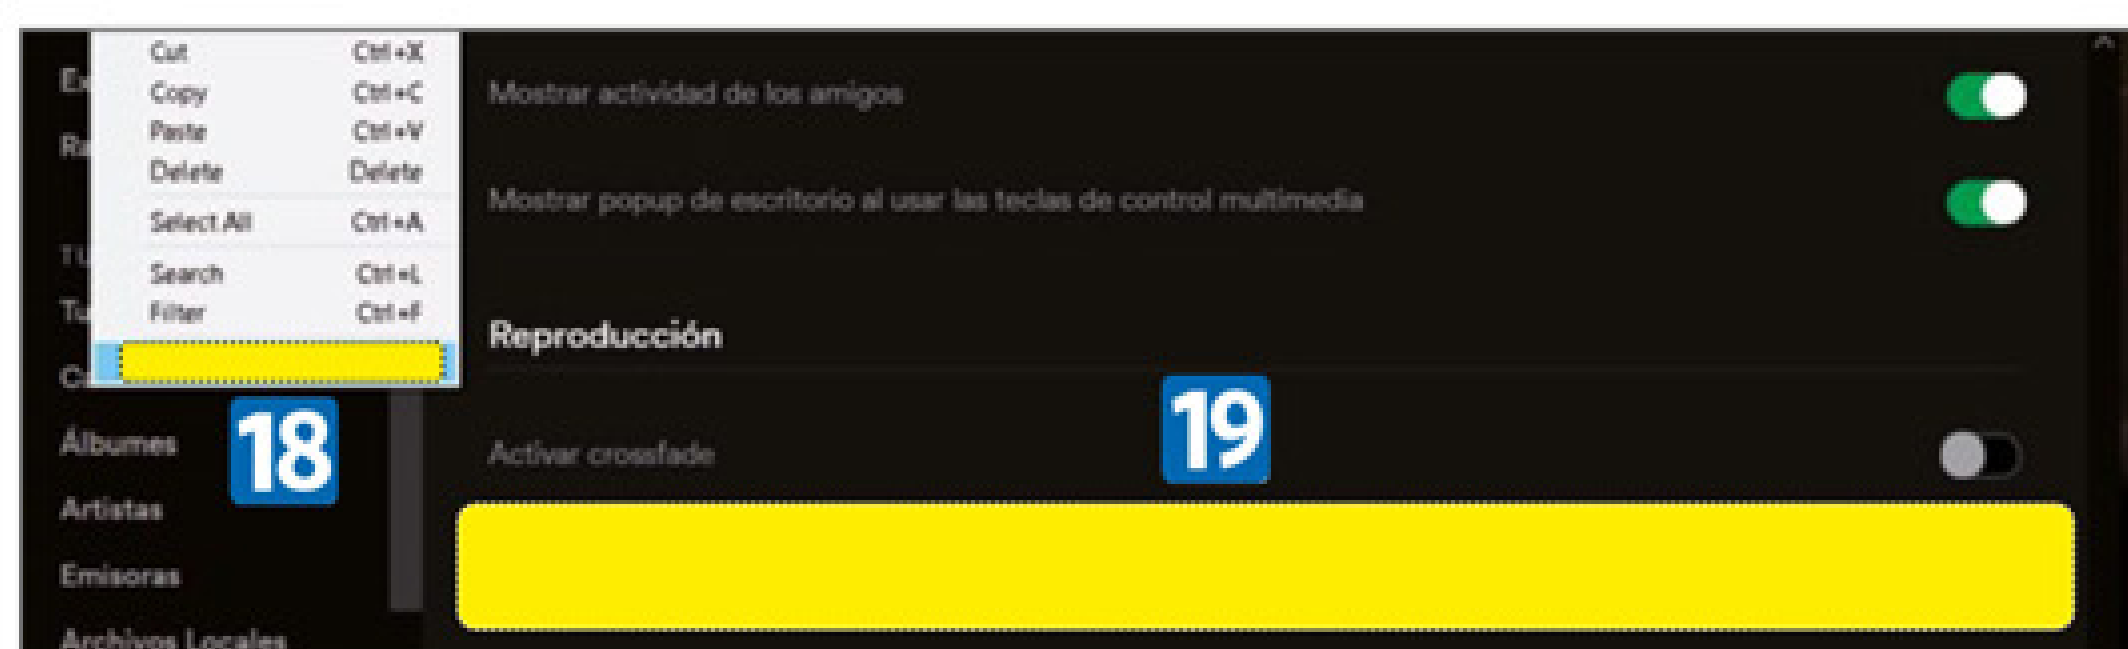 Cut Ctrl+X
Copy Ctrl+C
Paste Ctrl+V
Delete Delete
Select All Ctrl+A
Search Ctrl+L
Filter Ctrl+F
18
Álbumes
Artistas
Emisoras
Archivos Locales
Mostrar actividad de los amigos
Mostrar popup de escritorio al usar las teclas de control multimedia
Reproducción
19
Activar crossfade